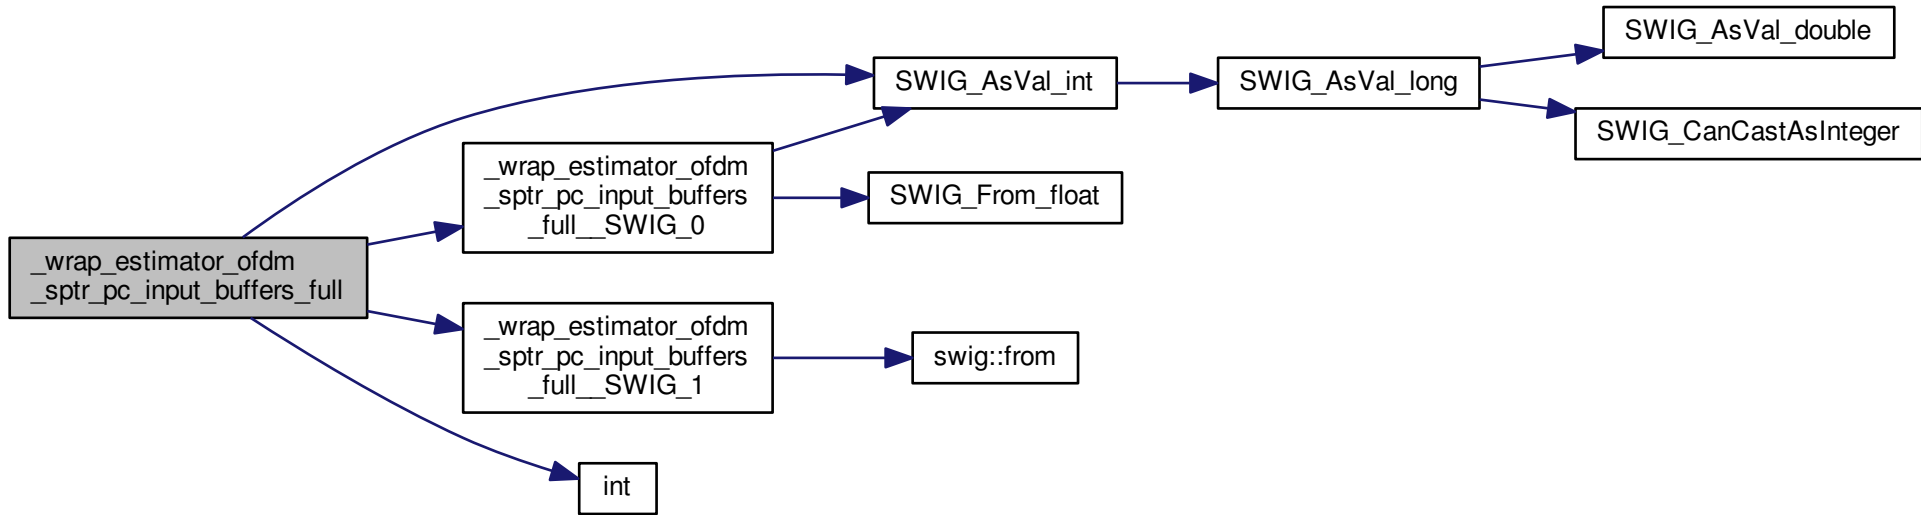 _wrap_estimator_ofdm
_sptr_pc_input_buffers_full
_wrap_estimator_ofdm
_sptr_pc_input_buffers
_full__SWIG_0
_wrap_estimator_ofdm
_sptr_pc_input_buffers
_full__SWIG_1
int
SWIG_AsVal_int
SWIG_From_float
swig::from
SWIG_AsVal_long
SWIG_AsVal_double
SWIG_CanCastAsInteger